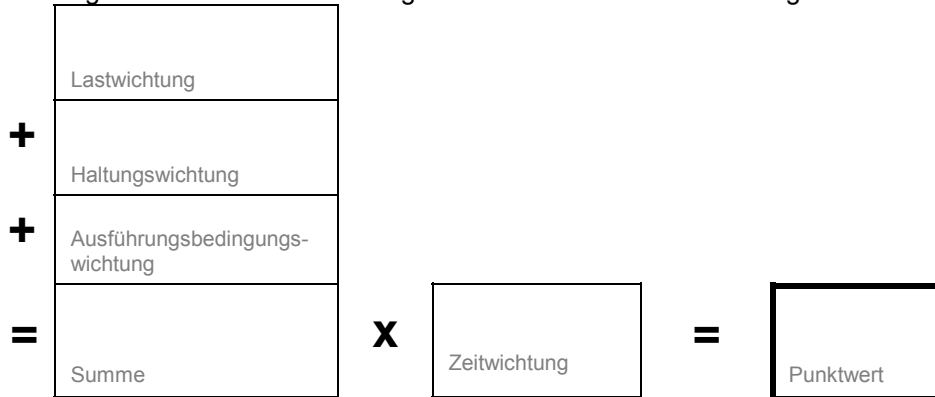 Lastwichtung
+
Haltungswichtung
+
Ausführungsbedingungs-
wichtung
=
Summe
X
Zeitwichtung
=
Punktwert